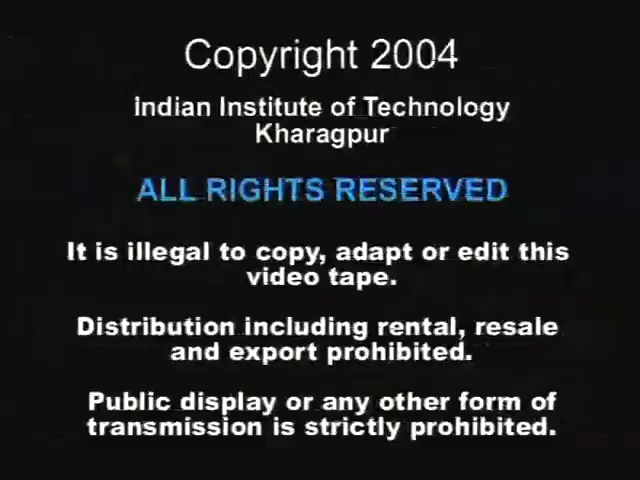 Copyright 2004
Indian Institute of Technology
Kharagpur
ALL RIGHTS RESERVED
It is illegal to copy, adapt or edit this
video tape.
Distribution including rental, resale
and export prohibited.
Public display or any other form of
transmission is strictly prohibited.